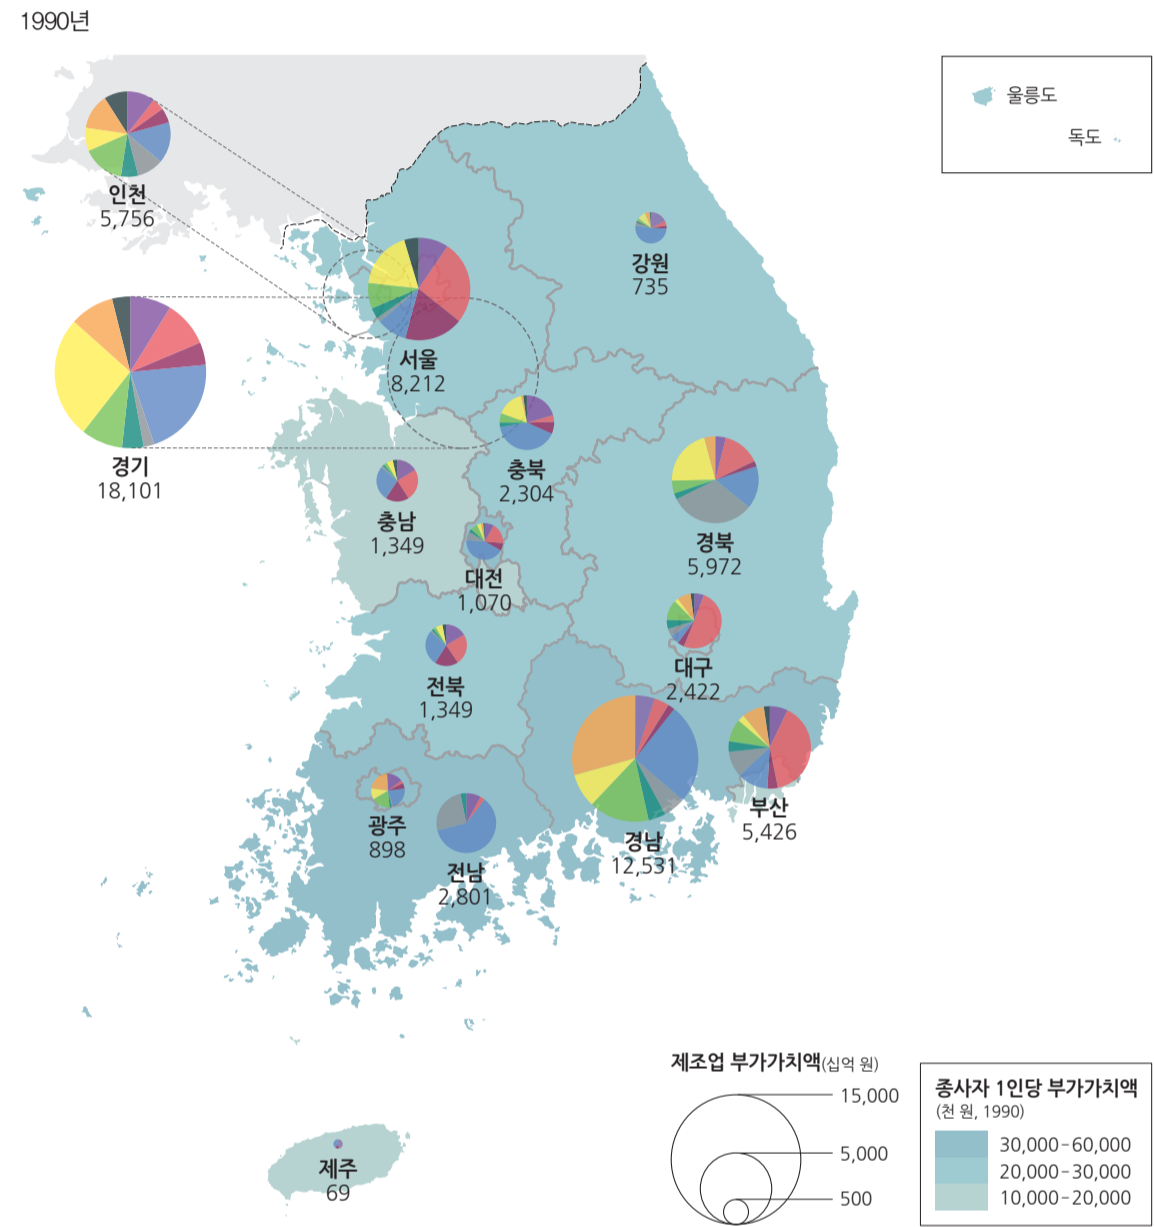 1990년
울릉도
독도
인천
5,756
강원
735
서울
8,212
경기
18,101
충북
2,304
충남
1,349
경북
5,972
대전
1,070
대구
2,422
전북
1,349
부산
5,426
광주
898
경남
12,531
전남
2,801
제주
69
제조업 부가가치액(십억 원)
15,000
5,000
500
종사자 1인당 부가가치액
(천 원, 1990)
30,000-60,000
20,000-30,000
10,000-20,000